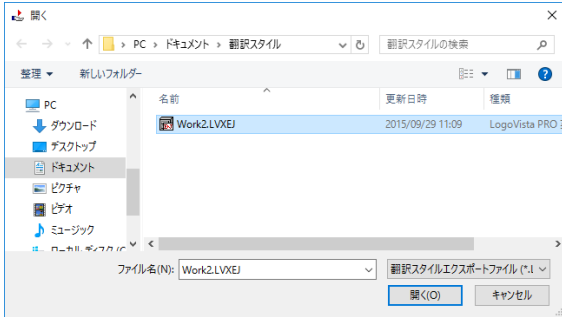 開く
PC › ドキュメント › 翻訳スタイル
翻訳スタイルの検索
整理 新しいフォルダー
名前 更新日時 種類
PC
ダウンロード
デスクトップ
ドキュメント
ピクチャ
ビデオ
ミュージック
Work2.LVXEJ 2015/09/29 11:09 LogoVista PRO
ファイル名(N): Work2.LVXEJ
翻訳スタイルエクスポートファイル (*.l
開く(O) キャンセル